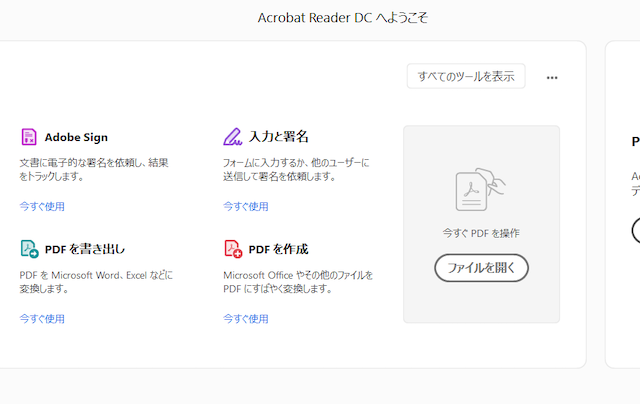 Acrobat Reader DC へようこそ
すべてのツールを表示
Adobe Sign
文書に電子的な署名を依頼し、結果
をトラックします。
今すぐ使用
入力と署名
フォームに入力するか、他のユーザーに
送信して署名を依頼します。
今すぐ使用
PDF を書き出し
PDF を Microsoft Word、Excel などに
変換します。
今すぐ使用
PDF を作成
Microsoft Office やその他のファイルを
PDF にすばやく変換します。
今すぐ使用
今すぐ PDF を操作
ファイルを開く